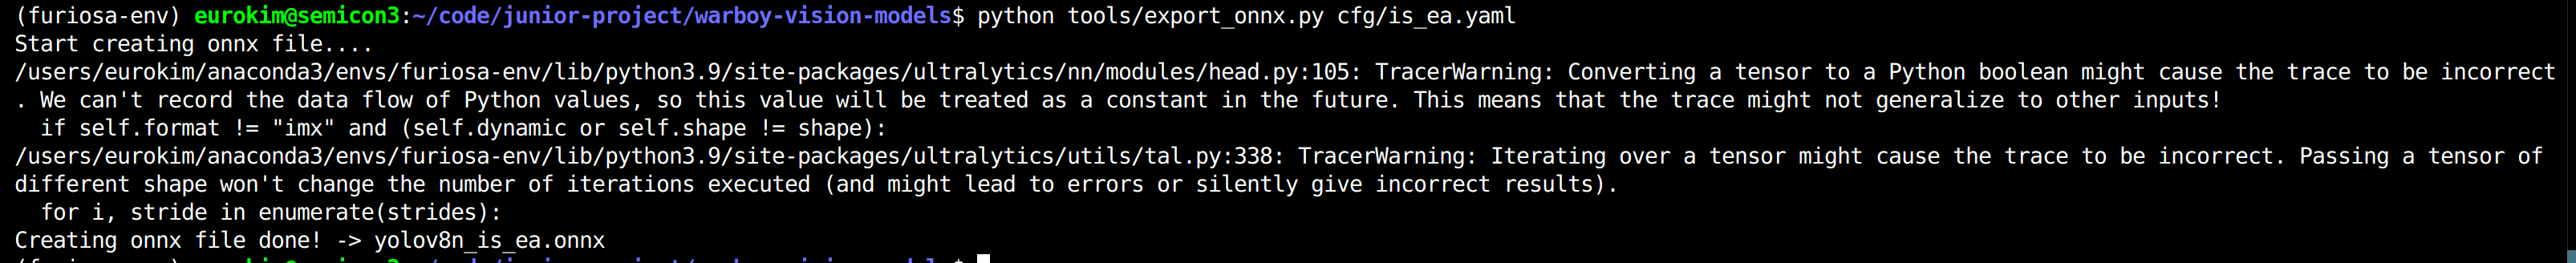 (furiosa-env) eurokim@semicon3:~/code/junior-project/warboy-vision-models$ python tools/export_onnx.py cfg/is_ea.yaml
Start creating onnx file....
/users/eurokim/anaconda3/envs/furiosa-env/lib/python3.9/site-packages/ultralytics/nn/modules/head.py:105: TracerWarning: Converting a tensor to a Python boolean might cause the trace to be incorrect
. We can't record the data flow of Python values, so this value will be treated as a constant in the future. This means that the trace might not generalize to other inputs!
  if self.format != "imx" and (self.dynamic or self.shape != shape):
/users/eurokim/anaconda3/envs/furiosa-env/lib/python3.9/site-packages/ultralytics/utils/tal.py:338: TracerWarning: Iterating over a tensor might cause the trace to be incorrect. Passing a tensor of
different shape won't change the number of iterations executed (and might lead to errors or silently give incorrect results).
  for i, stride in enumerate(strides):
Creating onnx file done! -> yolov8n_is_ea.onnx